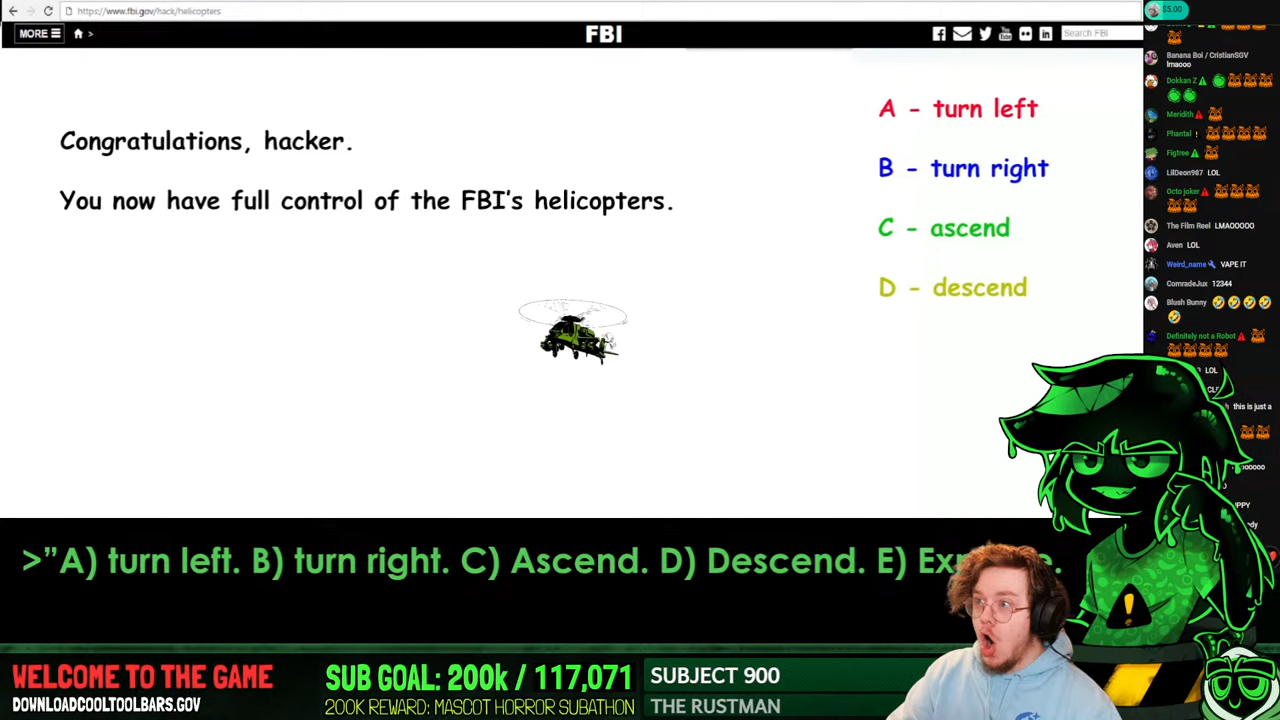 https://www.fbi.gov/hack/helicopters
$5.00
MORE
FBI
Search FBI
Congratulations, hacker.
You now have full control of the FBI's helicopters.
A - turn left
B - turn right
C - ascend
D - descend
Banana Boi / CristianSGV
lmaooo
Dokkan Z
Meridith
Phantal
Figtree
LilDeon987 LOL
Octo joker
The Film Reel LMAOOOOO
Aven LOL
Weird_name VAPE IT
ComradeJux 12344
Blush Bunny
Definitely not a Robot
LOL
this is just a
>"A) turn left. B) turn right. C) Ascend. D) Descend. E)
WELCOME TO THE GAME
DOWNLOADCOOLTOOLBARS.GOV
SUB GOAL: 200k / 117,071
200K REWARD: MASCOT HORROR SUBATHON
SUBJECT 900
THE RUSTMAN